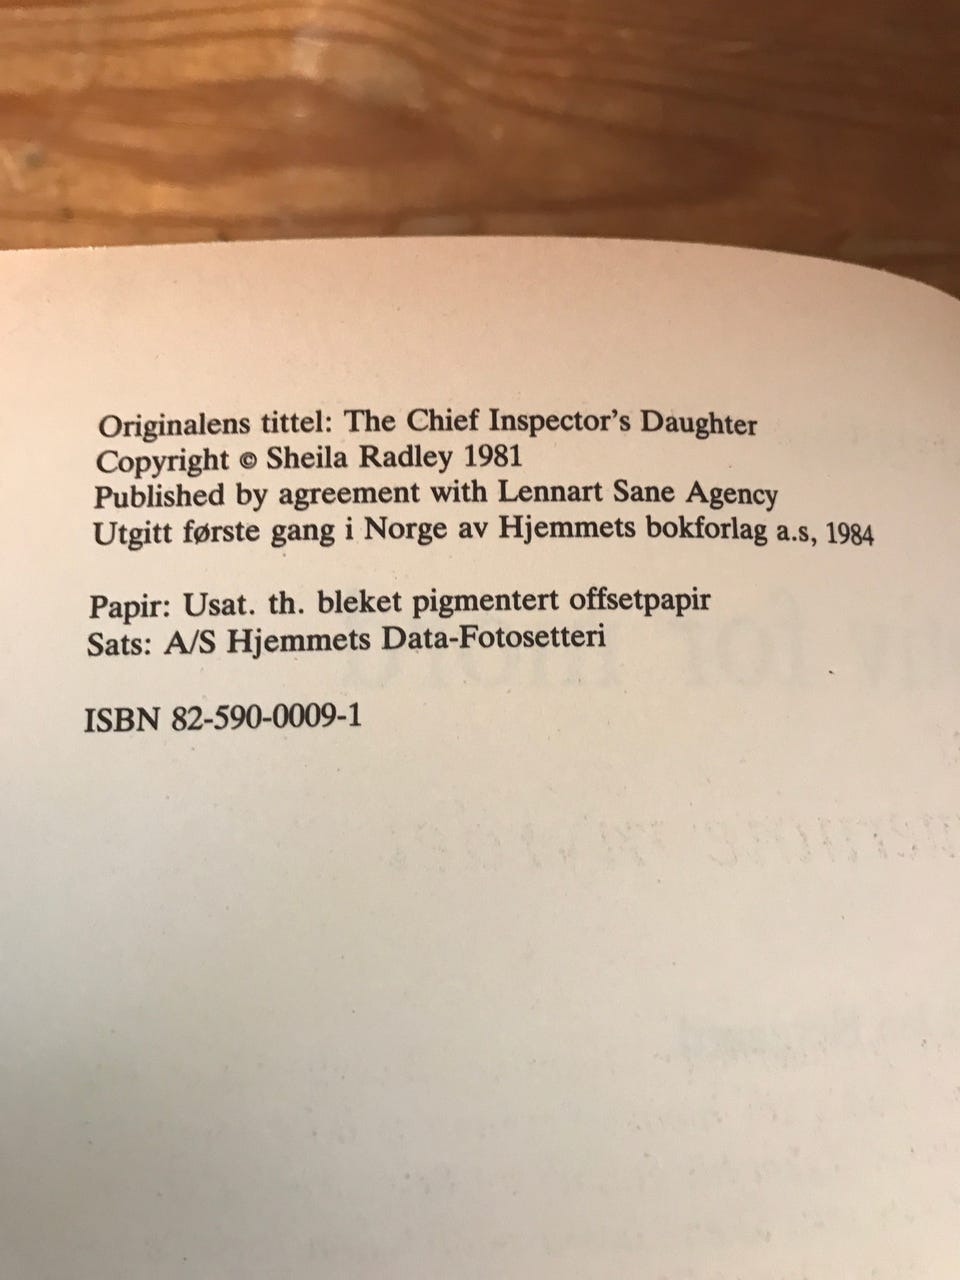 Originalens tittel: The Chief Inspector's Daughter
Copyright © Sheila Radley 1981
Published by agreement with Lennart Sane Agency
Utgitt første gang i Norge av Hjemmets bokforlag a.s, 1984
Papir: Usat. th. bleket pigmentert offsetpapir
Sats: A/S Hjemmets Data-Fotosetteri
ISBN 82-590-0009-1